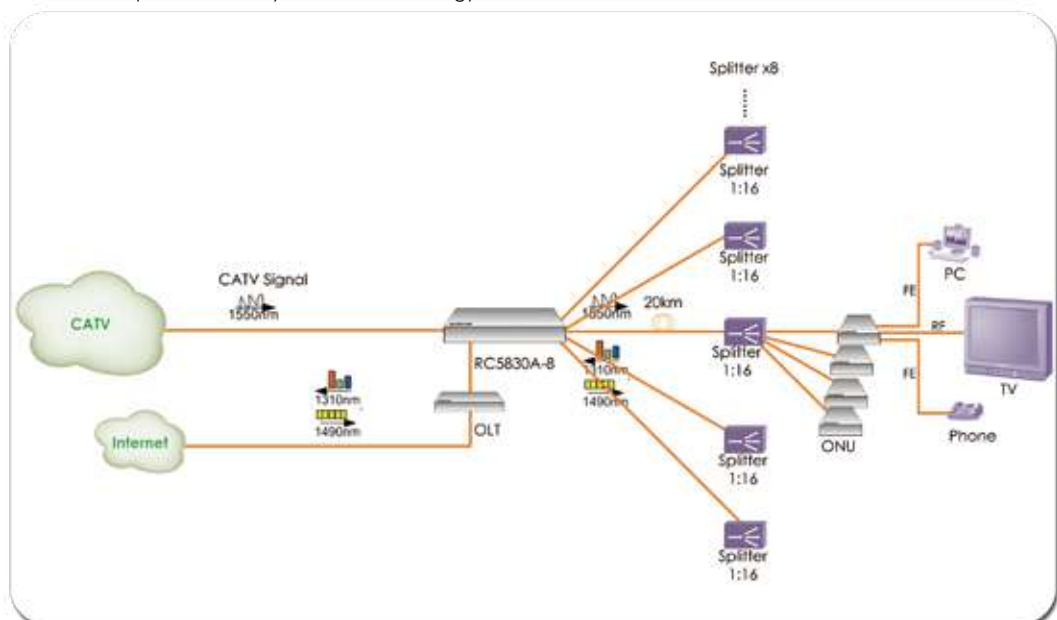 Splitter x8
Splitter
1:16
Splitter
1:16
CATV Signal
1550nm
CATV
1550nm
20km
Splitter
1:16
RC5830A-8
1310nm
1490nm
OLT
Internet
1310nm
1490nm
Splitter
1:16
Splitter
1:16
ONU
FE
PC
RF
TV
FE
Phone